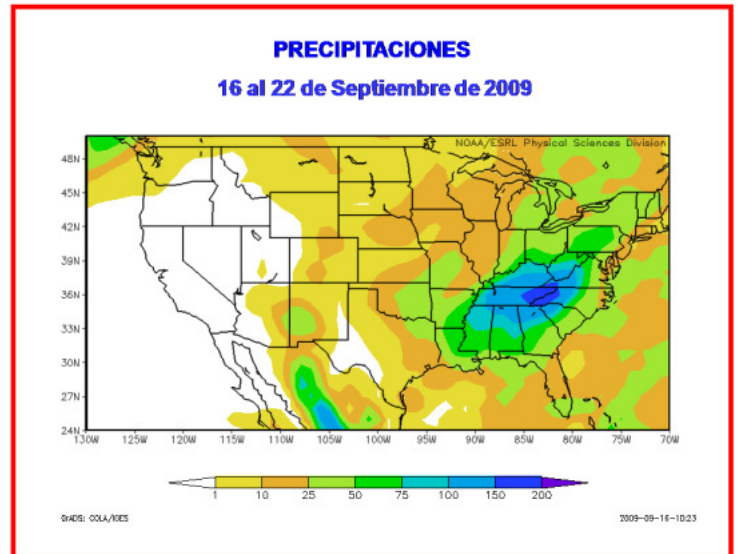 PRECIPITACIONES
16 al 22 de Septiembre de 2009
NOAA/ESRL Physical Sciences Division
48N
45N
42N
39N
36N
33N
30N
27N
24N
130W 125W 120W 115W 110W 105W 100W 95W 90W 85W 80W 75W 70W
1 10 25 50 75 100 150 200
GrADS: COLA/IGES 2009-09-16-10:23